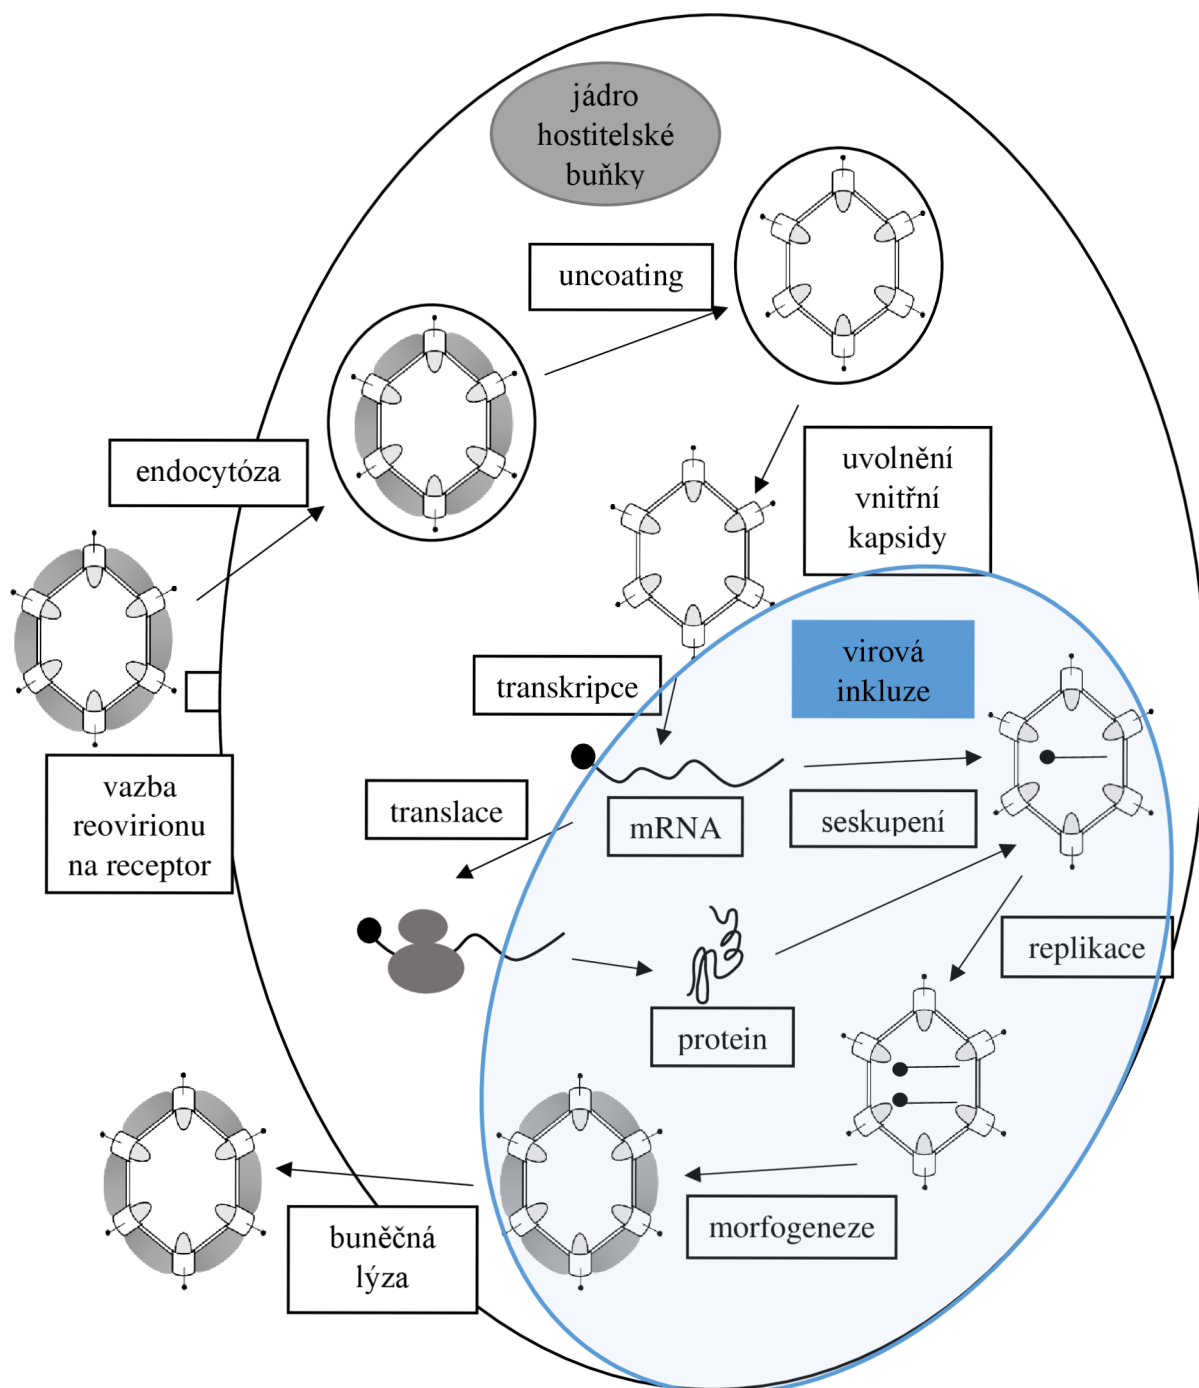 jádro
hostitelské
buňky
uncoating
endocytóza
uvolnění
vnitřní
kapsidy
virová
inkluze
transkripce
vazba
reovirionu
na receptor
translace
mRNA
seskupení
replikace
protein
morfogeneze
buněčná
lýza